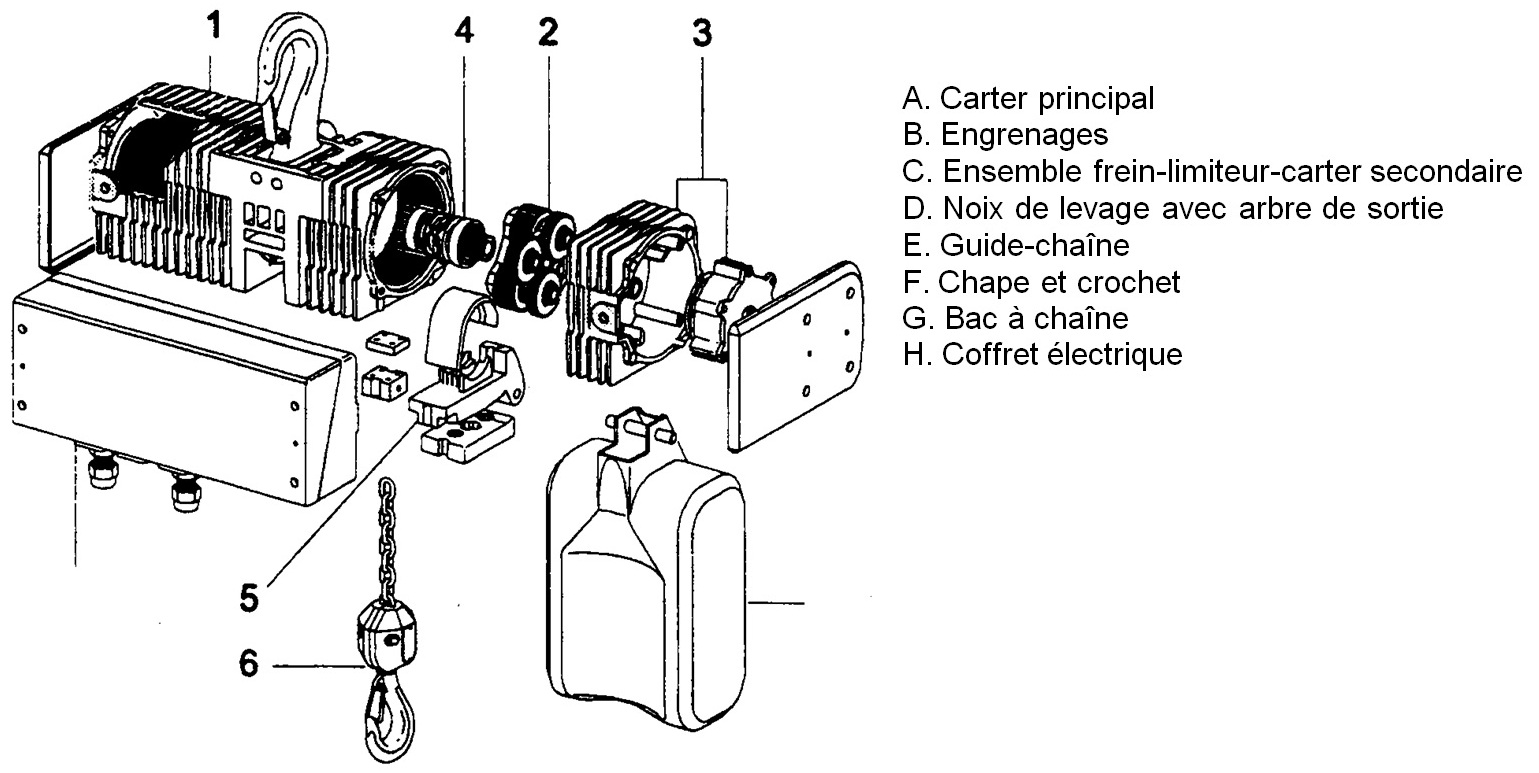 1
4
2
3
5
6
A. Carter principal
B. Engrenages
C. Ensemble frein-limiteur-carter secondaire
D. Noix de levage avec arbre de sortie
E. Guide-chaîne
F. Chape et crochet
G. Bac à chaîne
H. Coffret électrique